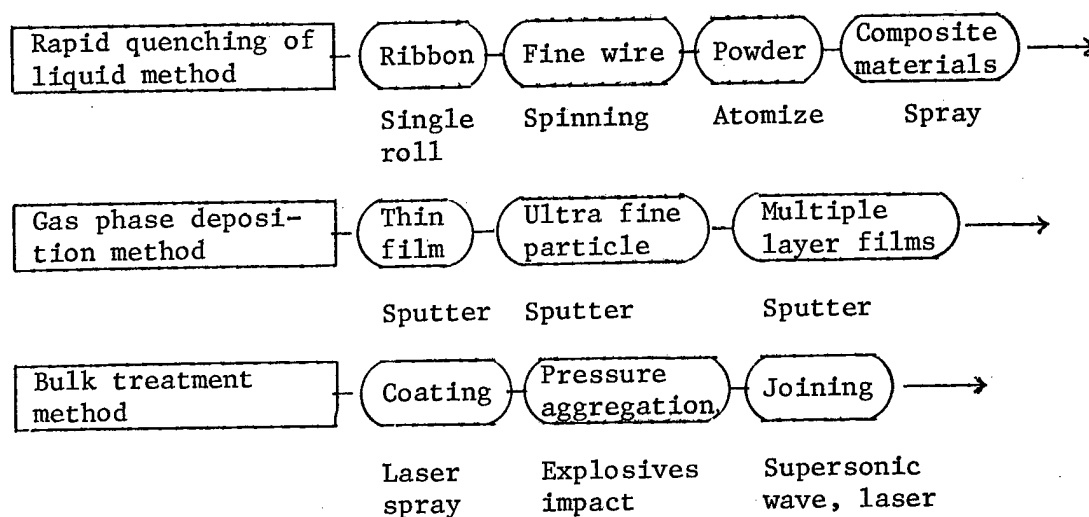 Rapid quenching of
liquid method
Ribbon
Fine wire
Powder
Composite
materials
Single
roll
Spinning
Atomize
Spray
Gas phase deposi-
tion method
Thin
film
Ultra fine
particle
Multiple
layer films
Sputter
Sputter
Sputter
Bulk treatment
method
Coating
Pressure
aggregation,
Joining
Laser
spray
Explosives
impact
Supersonic
wave, laser